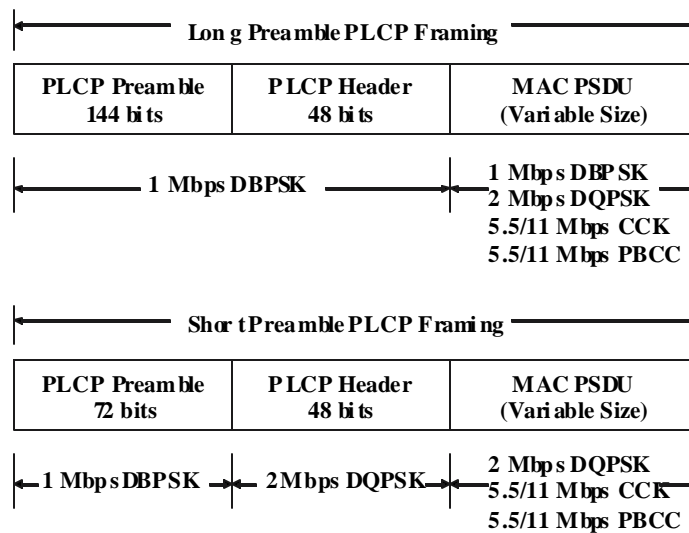 Long Preamble PLCP Framing
PLCP Preamble
144 bits
PLCP Header
48 bits
MAC PSDU
(Variable Size)
1 Mbps DBPSK
1 Mbps DBPSK
2 Mbps DQPSK
5.5/11 Mbps CCK
5.5/11 Mbps PBCC
Short Preamble PLCP Framing
PLCP Preamble
72 bits
PLCP Header
48 bits
MAC PSDU
(Variable Size)
1 Mbps DBPSK
2 Mbps DQPSK
2 Mbps DQPSK
5.5/11 Mbps CCK
5.5/11 Mbps PBCC